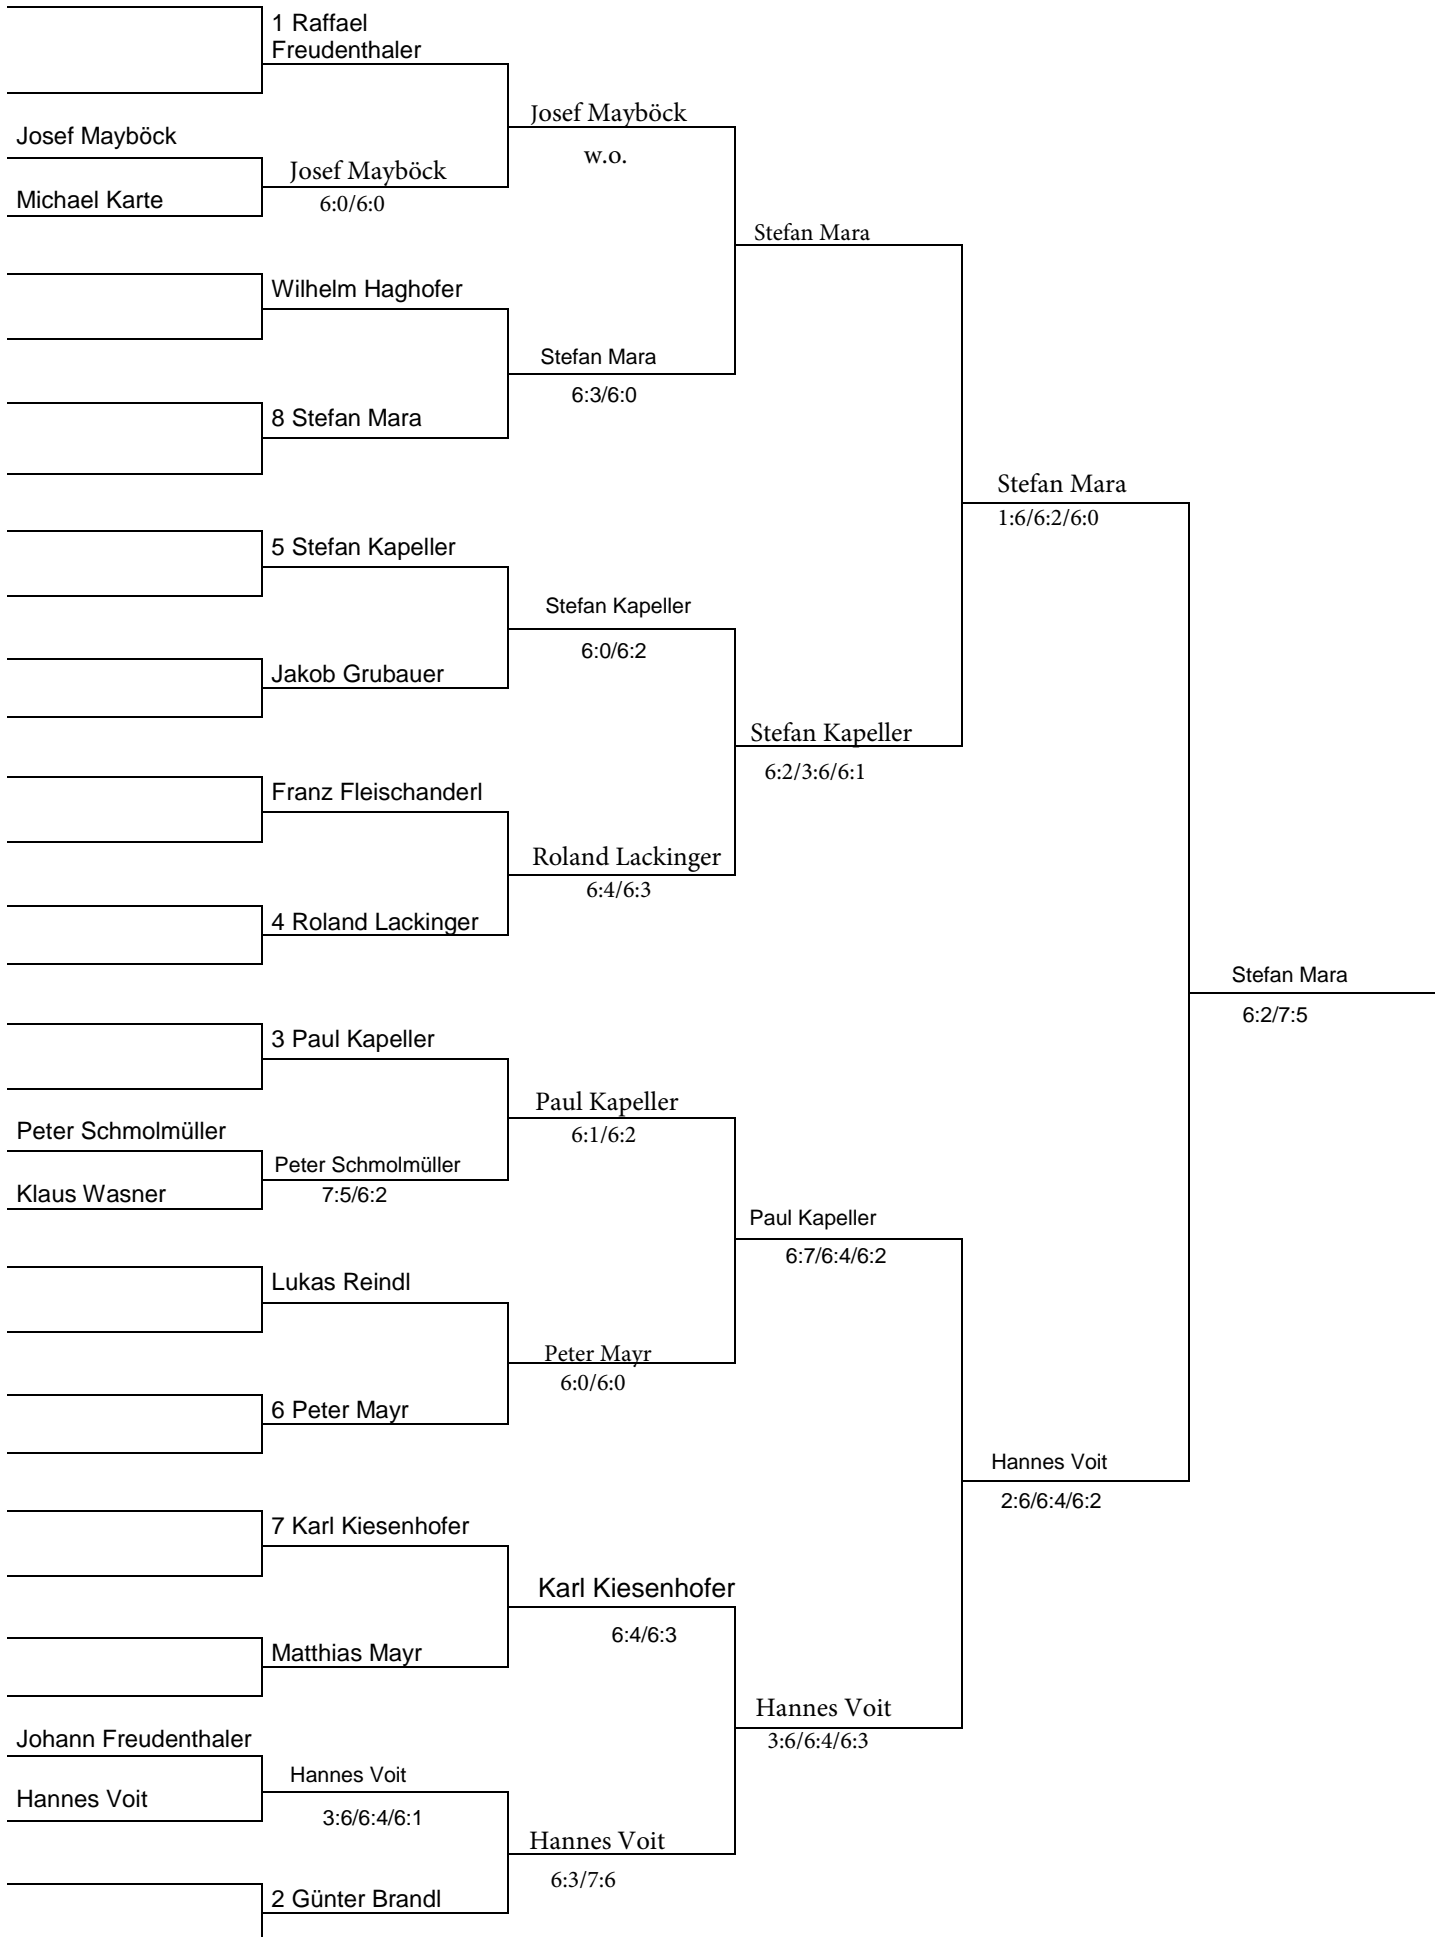 1 Raffael
Freudenthaler
Josef Mayböck
w.o.
Josef Mayböck
Josef Mayböck
6:0/6:0
Michael Karte
Stefan Mara
Wilhelm Haghofer
Stefan Mara
6:3/6:0
8 Stefan Mara
Stefan Mara
1:6/6:2/6:0
5 Stefan Kapeller
Stefan Kapeller
6:0/6:2
Jakob Grubauer
Stefan Kapeller
6:2/3:6/6:1
Franz Fleischanderl
Roland Lackinger
6:4/6:3
4 Roland Lackinger
Stefan Mara
6:2/7:5
3 Paul Kapeller
Paul Kapeller
6:1/6:2
Peter Schmolmüller
Peter Schmolmüller
7:5/6:2
Klaus Wasner
Paul Kapeller
6:7/6:4/6:2
Lukas Reindl
Peter Mayr
6:0/6:0
6 Peter Mayr
Hannes Voit
2:6/6:4/6:2
7 Karl Kiesenhofer
Karl Kiesenhofer
6:4/6:3
Matthias Mayr
Hannes Voit
3:6/6:4/6:3
Johann Freudenthaler
Hannes Voit
3:6/6:4/6:1
Hannes Voit
Hannes Voit
6:3/7:6
2 Günter Brandl